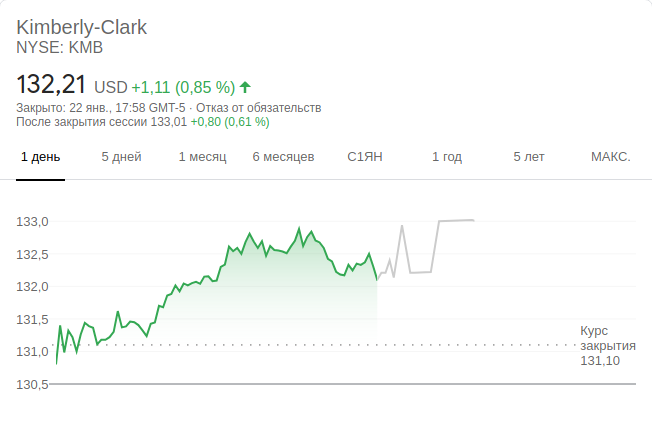 Kimberly-Clark
NYSE: KMB
132,21 USD +1,11 (0,85 %)
Закрыто: 22 янв., 17:58 GMT-5 · Отказ от обязательств
После закрытия сессии 133,01 +0,80 (0,61 %)
1 день 5 дней 1 месяц 6 месяцев С1ЯН 1 год 5 лет МАКС.
133,0
132,5
132,0
131,5
131,0
130,5
Курс
закрытия
131,10